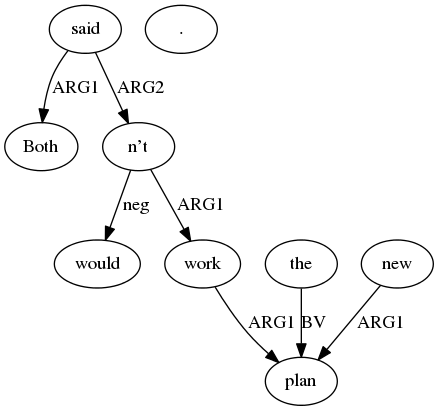 said .
ARG1 ARG2
Both n't
neg ARG1
would work the new
ARG1 BV ARG1
plan